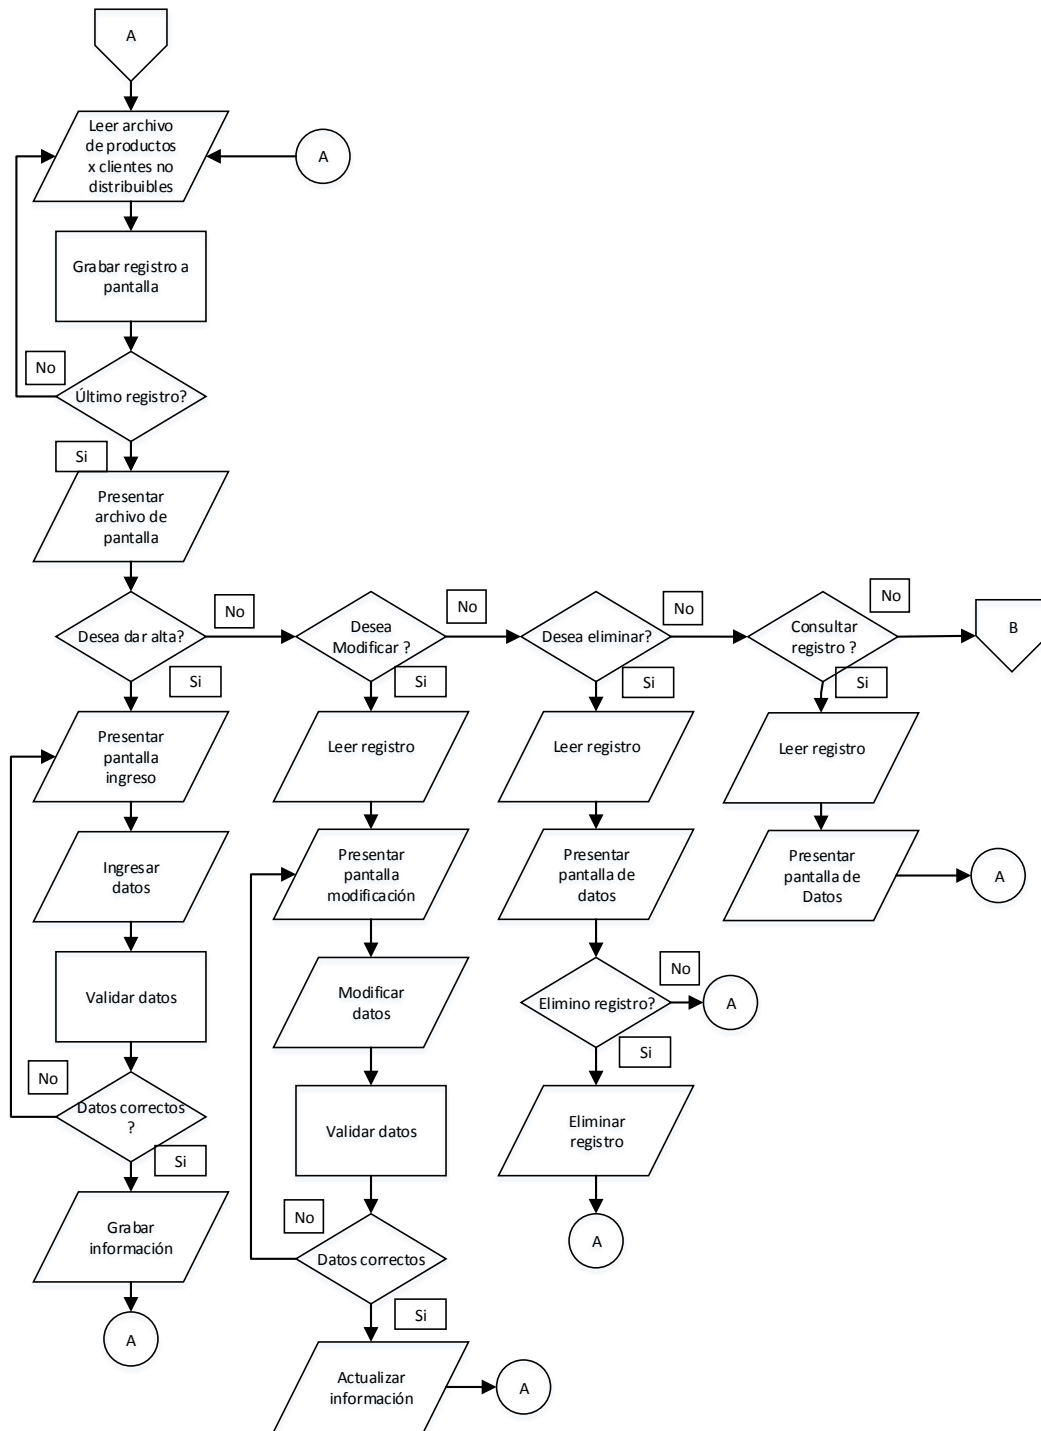 A
Leer archivo
de productos
x clientes no
distribuibles
A
Grabar registro a
pantalla
No
Último registro?
Si
Presentar
archivo de
pantalla
Desea dar alta?
No
Desea
Modificar ?
No
Desea eliminar?
No
Consultar
registro ?
No
B
Si
Si
Si
Si
Presentar
pantalla
ingreso
Leer registro
Leer registro
Leer registro
Ingresar
datos
Presentar
pantalla
modificación
Presentar
pantalla de
datos
Presentar
pantalla de
Datos
A
Validar datos
Modificar
datos
Elimino registro?
No
A
Si
No
Datos correctos
?
Si
Validar datos
Eliminar
registro
Grabar
información
No
Datos correctos
A
Si
A
Actualizar
información
A